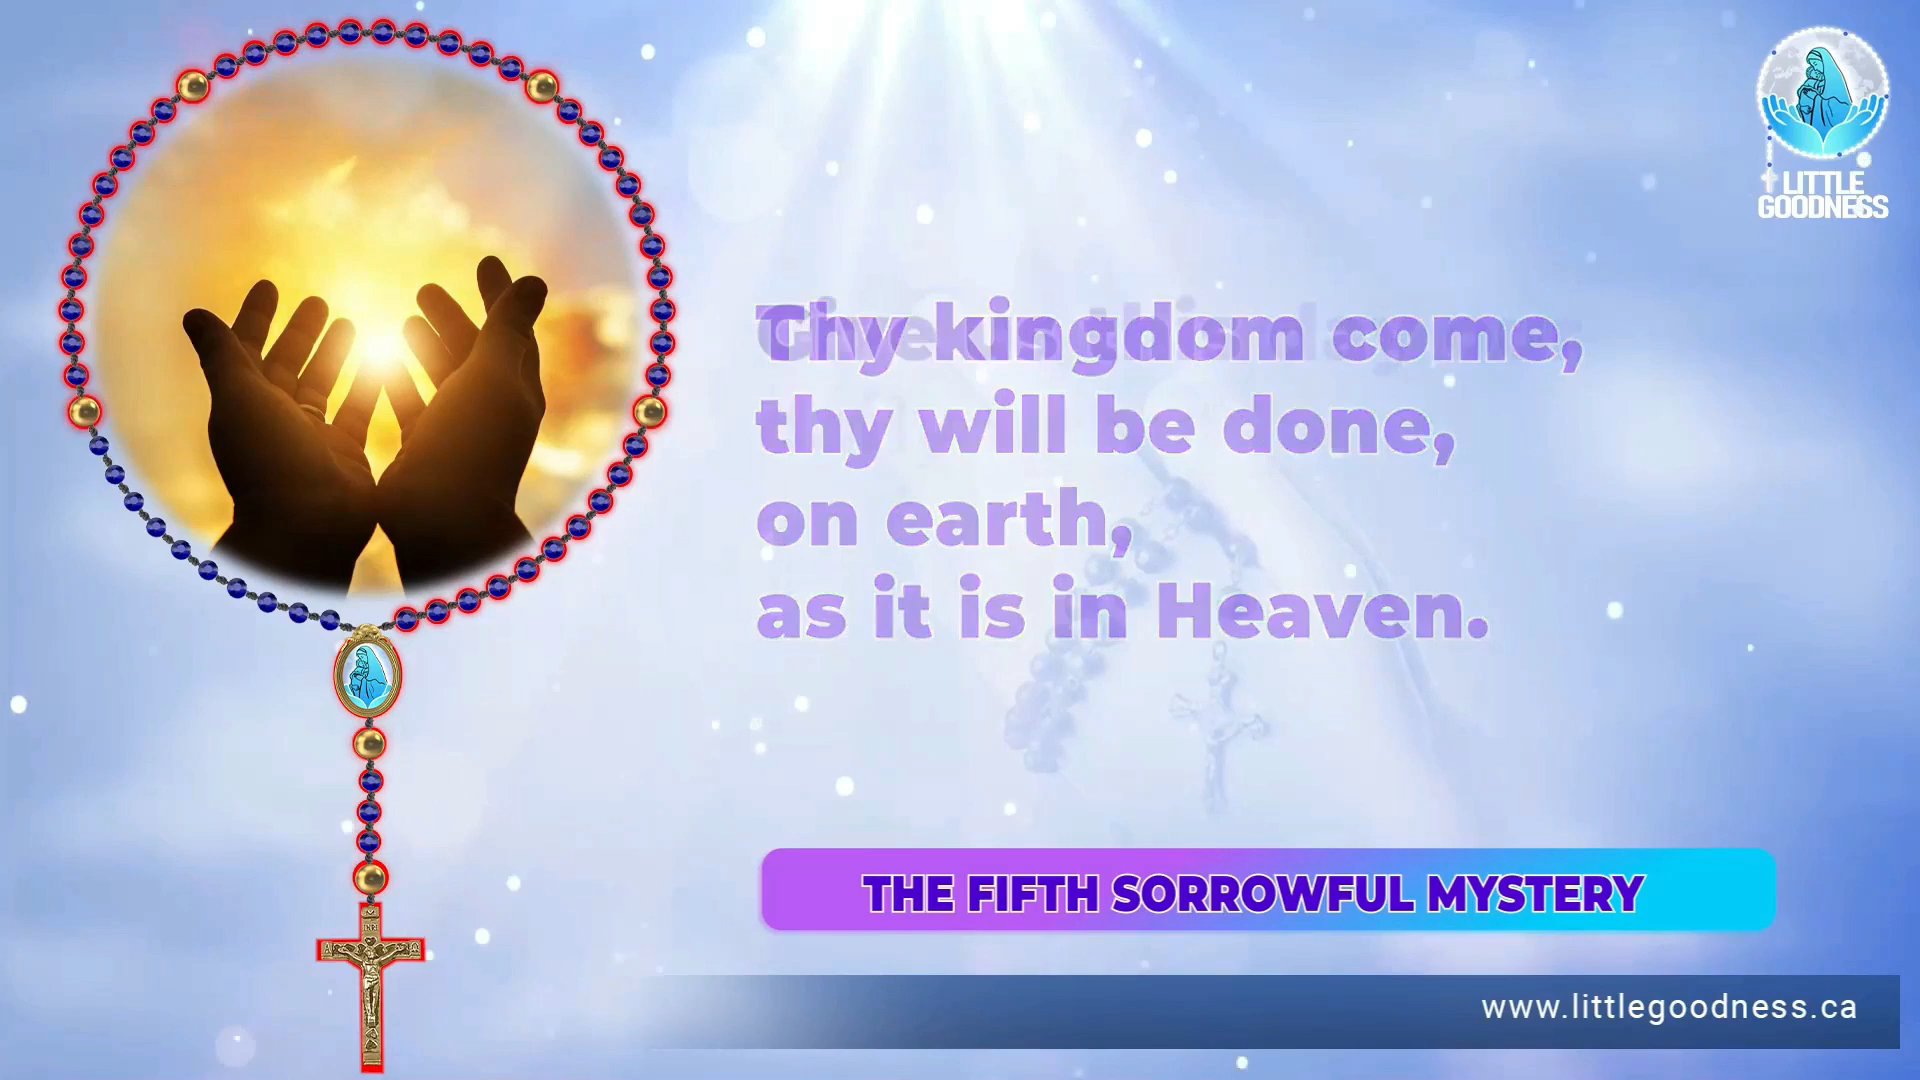 LITTLE
GOODNESS
Thy kingdom come,
thy will be done,
on earth,
as it is in Heaven.
THE FIFTH SORROWFUL MYSTERY
www.littlegoodness.ca
INRI